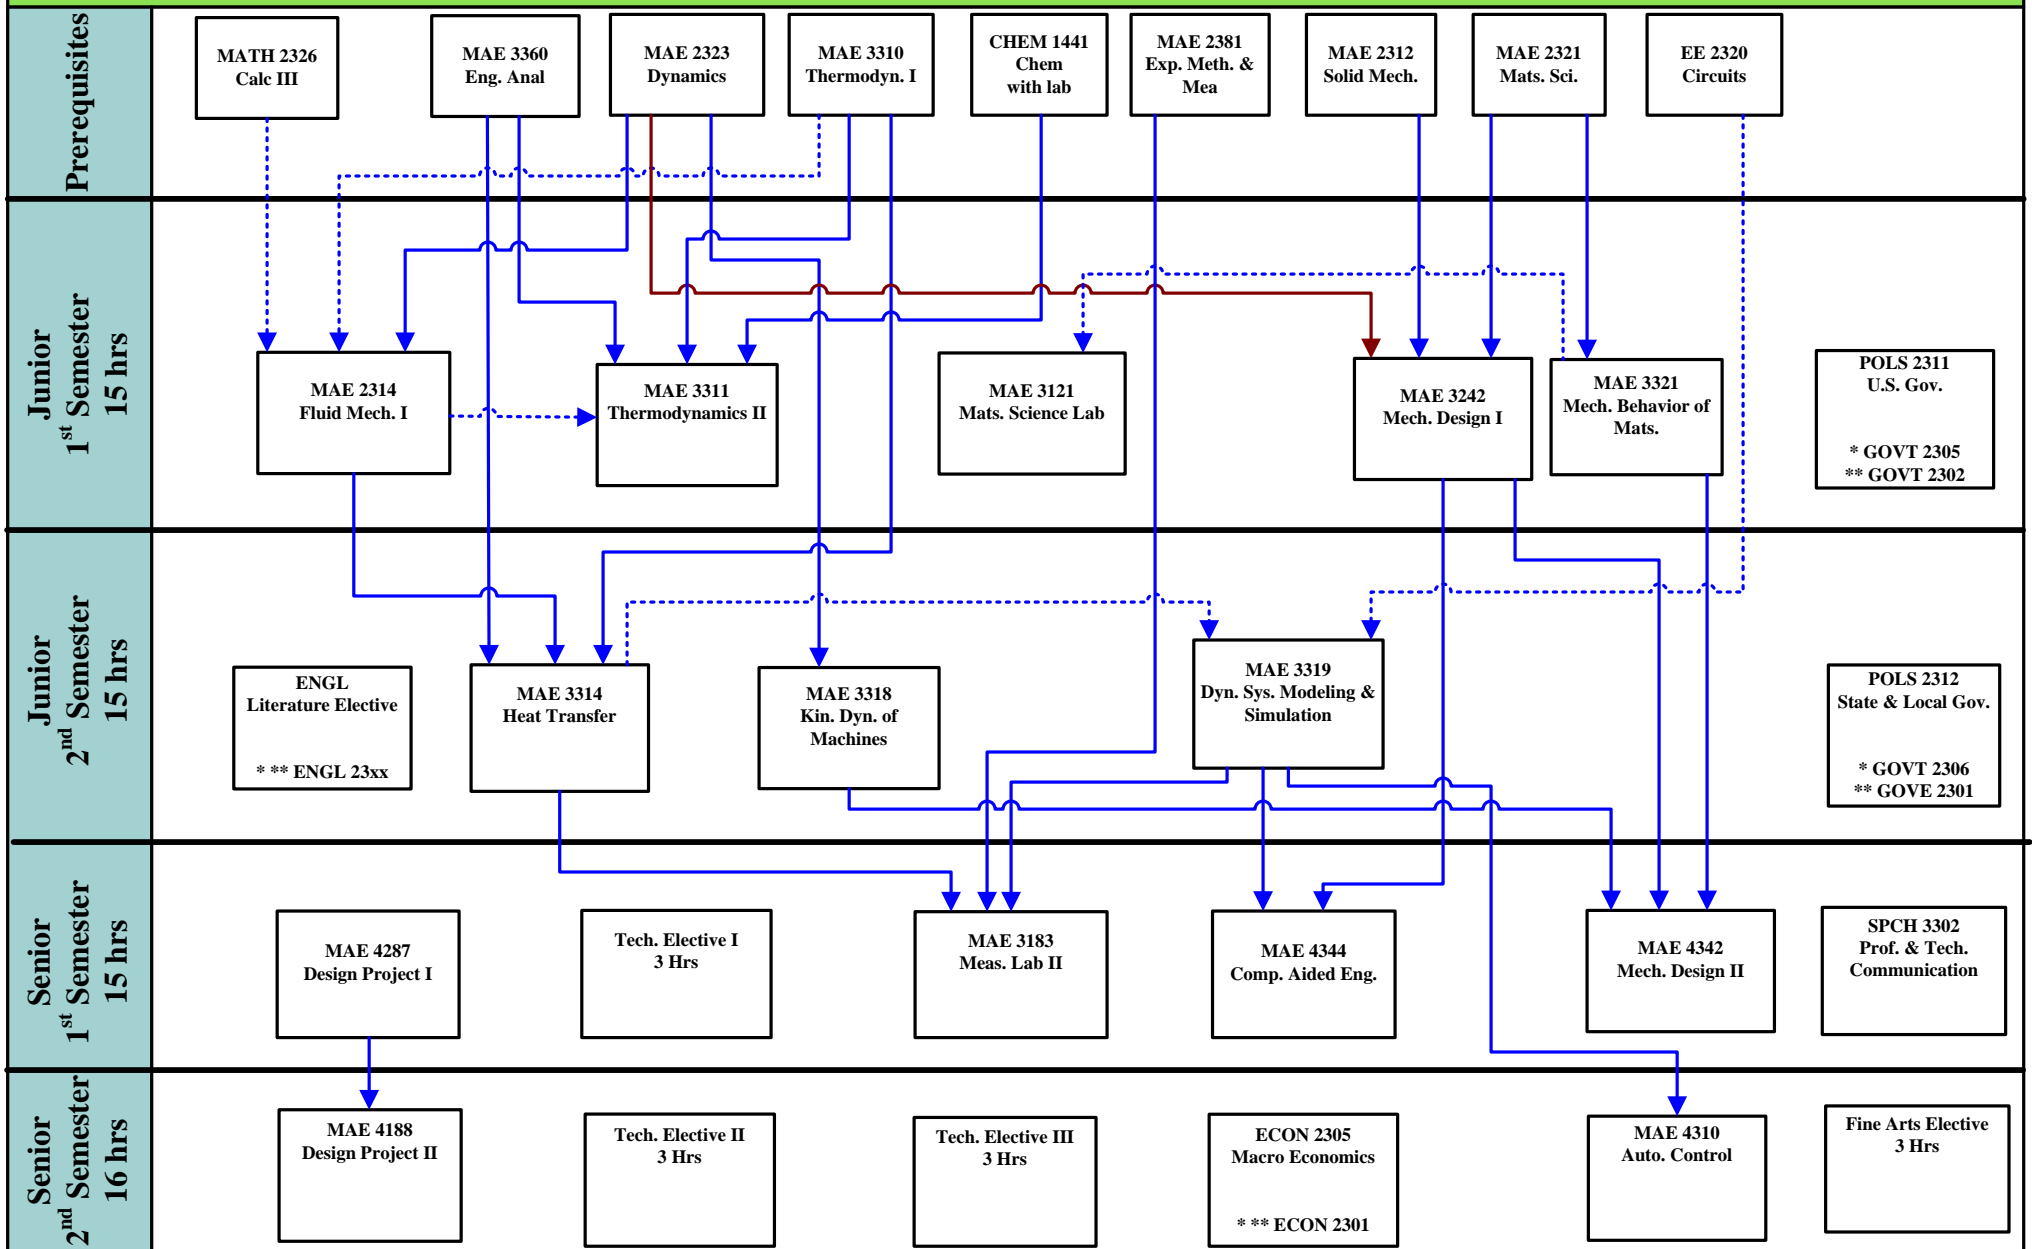 Prerequisites
MATH 2326
Calc III
MAE 3360
Eng. Anal
MAE 2323
Dynamics
MAE 3310
Thermodyn. I
CHEM 1441
Chem
with lab
MAE 2381
Exp. Meth. &
Mea
MAE 2312
Solid Mech.
MAE 2321
Mats. Sci.
EE 2320
Circuits
Junior
1st Semester
15 hrs
MAE 2314
Fluid Mech. I
MAE 3311
Thermodynamics II
MAE 3121
Mats. Science Lab
MAE 3242
Mech. Design I
MAE 3321
Mech. Behavior of
Mats.
POLS 2311
U.S. Gov.
* GOVT 2305
** GOVT 2302
Junior
2nd Semester
15 hrs
ENGL
Literature Elective
* ** ENGL 23xx
MAE 3314
Heat Transfer
MAE 3318
Kin. Dyn. of
Machines
MAE 3319
Dyn. Sys. Modeling &
Simulation
POLS 2312
State & Local Gov.
* GOVT 2306
** GOVE 2301
Senior
1st Semester
15 hrs
MAE 4287
Design Project I
Tech. Elective I
3 Hrs
MAE 3183
Meas. Lab II
MAE 4344
Comp. Aided Eng.
MAE 4342
Mech. Design II
SPCH 3302
Prof. & Tech.
Communication
Senior
2nd Semester
16 hrs
MAE 4188
Design Project II
Tech. Elective II
3 Hrs
Tech. Elective III
3 Hrs
ECON 2305
Macro Economics
* ** ECON 2301
MAE 4310
Auto. Control
Fine Arts Elective
3 Hrs